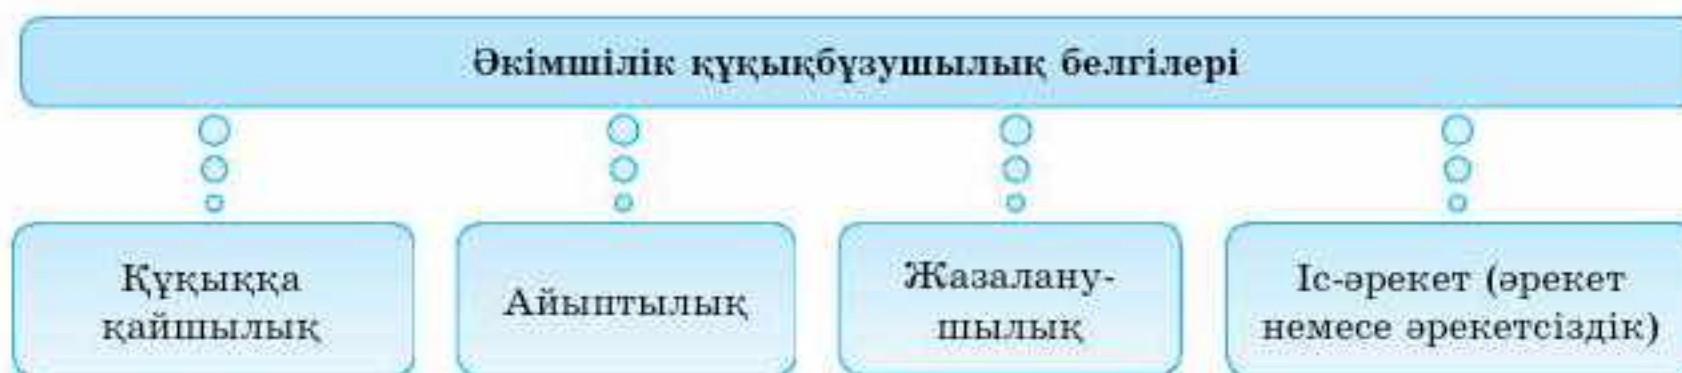 Әкімшілік құқықбұзушылық белгілері
Құқыққа
қайшылық
Айыптылық
Жазалану-
шылық
Іс-әрекет (әрекет
немесе әрекетсіздік)